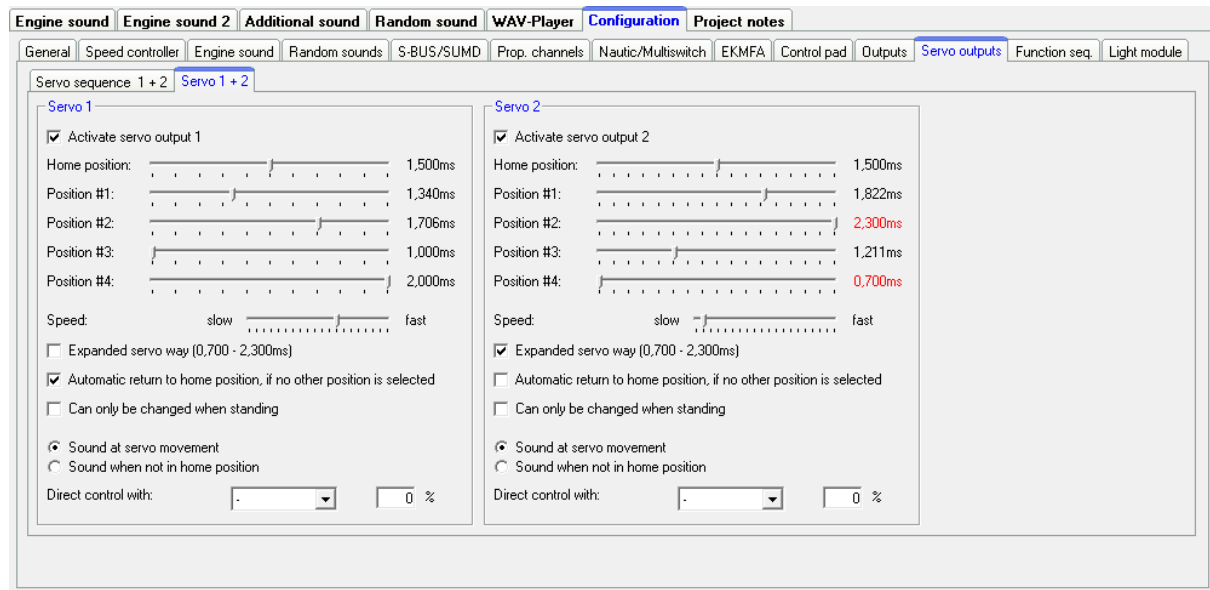 Engine sound Engine sound 2 Additional sound Random sound WAV-Player Configuration Project notes
General Speed controller Engine sound Random sounds S-BUS/SUMD Prop. channels Nautic/Multiswitch EKMFA Control pad Outputs Servo outputs Function seq. Light module
Servo sequence 1 + 2 Servo 1 + 2
Servo 1
Activate servo output 1
Home position: 1,500ms
Position #1: 1,340ms
Position #2: 1,706ms
Position #3: 1,000ms
Position #4: 2,000ms
Speed: slow fast
Expanded servo way (0,700 - 2,300ms)
Automatic return to home position, if no other position is selected
Can only be changed when standing
Sound at servo movement
Sound when not in home position
Direct control with: - 0 %
Servo 2
Activate servo output 2
Home position: 1,500ms
Position #1: 1,822ms
Position #2: 2,300ms
Position #3: 1,211ms
Position #4: 0,700ms
Speed: slow fast
Expanded servo way (0,700 - 2,300ms)
Automatic return to home position, if no other position is selected
Can only be changed when standing
Sound at servo movement
Sound when not in home position
Direct control with: - 0 %